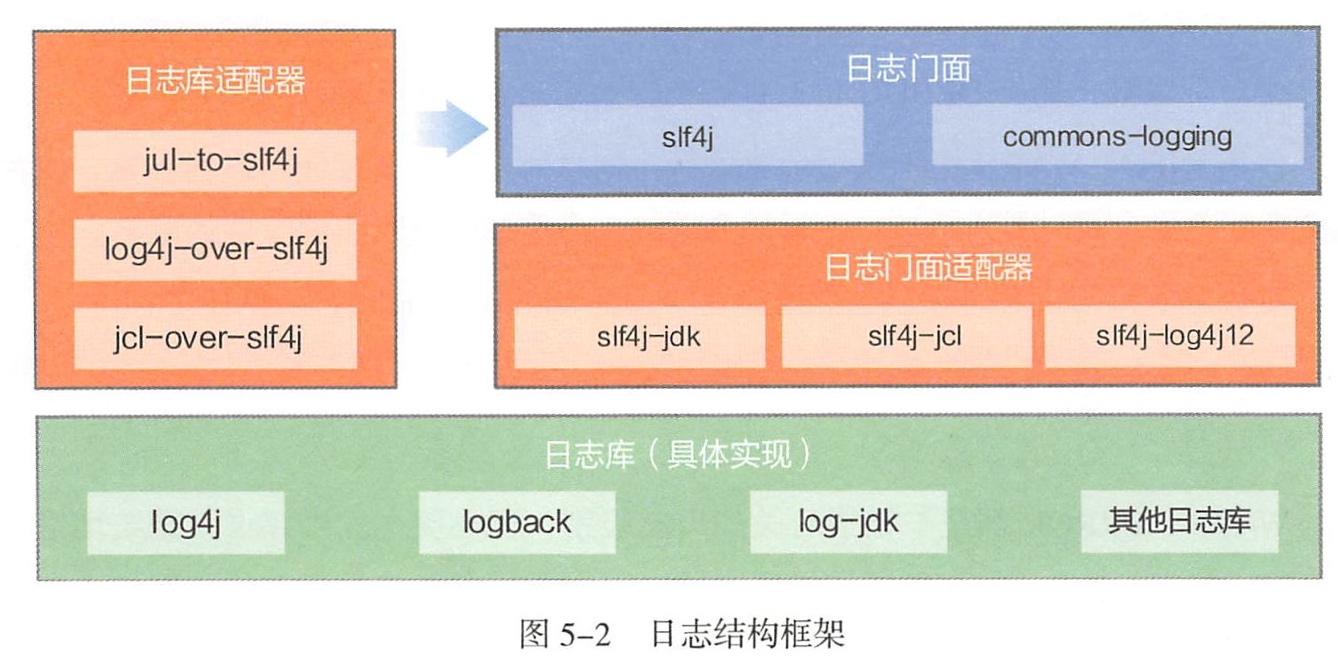 日志库适配器
jul-to-slf4j
log4j-over-slf4j
jcl-over-slf4j
日志门面
slf4j
commons-logging
日志门面适配器
slf4j-jdk
slf4j-jcl
slf4j-log4j12
日志库（具体实现）
log4j
logback
log-jdk
其他日志库
图 5-2 日志结构框架